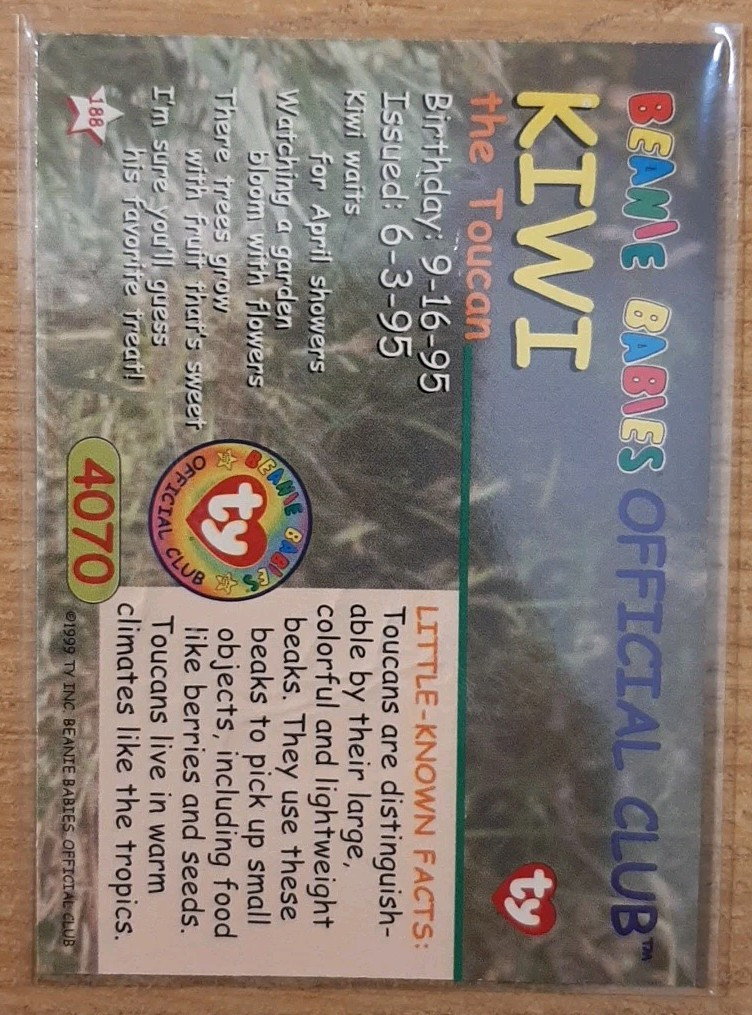 BEANIE BABIES OFFICIAL CLUB™
KIWI
the Toucan
ty
Birthday: 9-16-95
Issued: 6-3-95
Kiwi waits
for April showers
Watching a garden
bloom with flowers
There trees grow
with fruit that's sweet
I'm sure you'll guess
his favorite treat!
188
BEANIE BABIES
ty
OFFICIAL CLUB
4070
LITTLE-KNOWN FACTS:
Toucans are distinguish-
able by their large,
colorful and lightweight
beaks. They use these
beaks to pick up small
objects, including food
like berries and seeds.
Toucans live in warm
climates like the tropics.
©1999 TY INC. BEANIE BABIES OFFICIAL CLUB